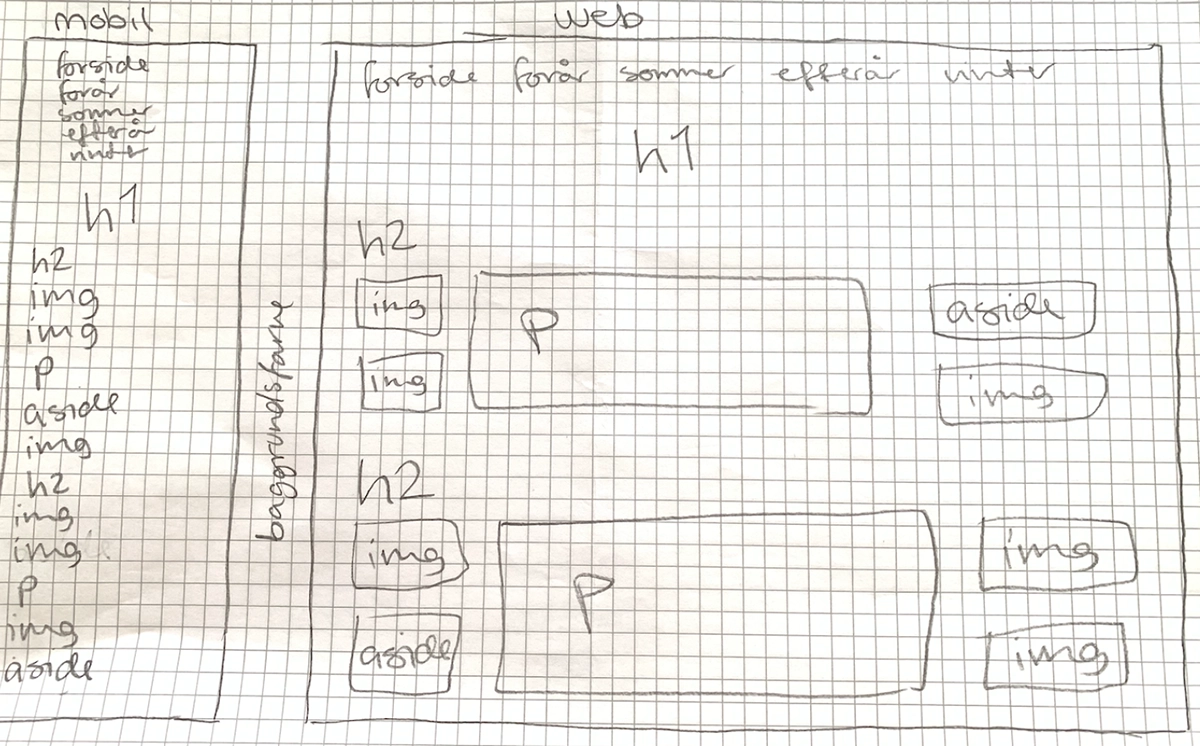 mobil
forside
forår
sommer
efterår
vinter
h1
h2
img
img
p
aside
img
h2
img
img
p
img
aside
baggrundsfarve
web
forside forår sommer efterår vinter
h1
h2
img
p
aside
img
img
h2
img
p
img
aside
img